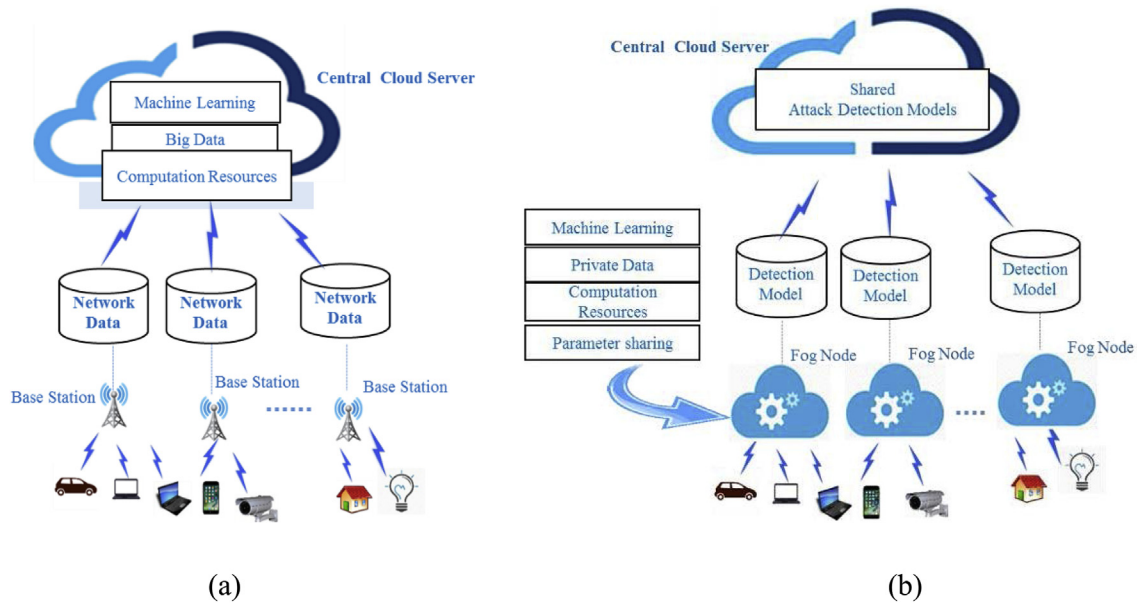 Central Cloud Server
Machine Learning
Big Data
Computation Resources
Network
Data
Network
Data
Network
Data
Base Station
Base Station
Base Station
(a)
Central Cloud Server
Shared
Attack Detection Models
Machine Learning
Private Data
Computation
Resources
Parameter sharing
Detection
Model
Detection
Model
Detection
Model
Fog Node
Fog Node
Fog Node
(b)